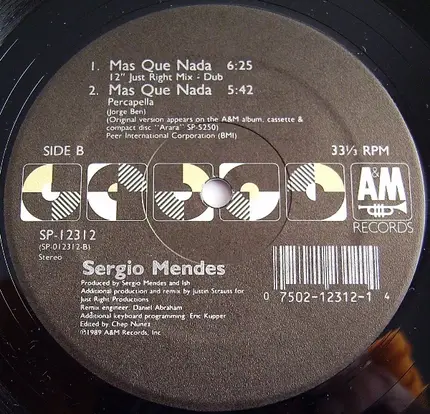 1. Mas Que Nada 6:25
12" Just Right Mix - Dub
2. Mas Que Nada 5:42
Percapella
(Jorge Ben)
(Original version appears on the A&M album, cassette &
compact disc "Arara" SP-5250)
Peer International Corporation (BMI)
SIDE B
33⅓ RPM
A&M
RECORDS
SP-12312
(SP-012312-B)
Stereo
Sergio Mendes
Produced by Sergio Mendes and Ish
Additional production and remix by Justin Strauss for
Just Right Productions
Remix engineer: Daniel Abraham
Additional keyboard programming: Eric Kupper
Edited by Chep Nunez
℗1989 A&M Records, Inc.
0 7502-12312-1 4